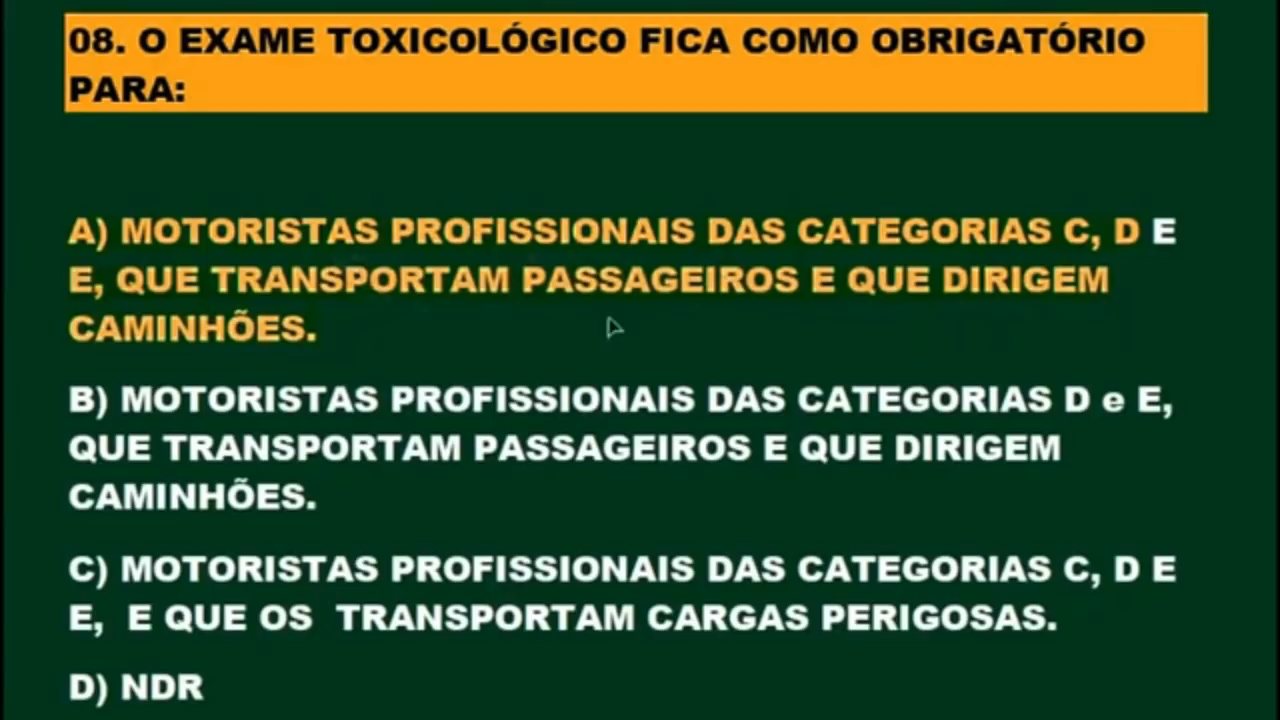 08. O EXAME TOXICOLÓGICO FICA COMO OBRIGATÓRIO
PARA:
A) MOTORISTAS PROFISSIONAIS DAS CATEGORIAS C, D E
E, QUE TRANSPORTAM PASSAGEIROS E QUE DIRIGEM
CAMINHÕES.
B) MOTORISTAS PROFISSIONAIS DAS CATEGORIAS D e E,
QUE TRANSPORTAM PASSAGEIROS E QUE DIRIGEM
CAMINHÕES.
C) MOTORISTAS PROFISSIONAIS DAS CATEGORIAS C, D E
E, E QUE OS TRANSPORTAM CARGAS PERIGOSAS.
D) NDR